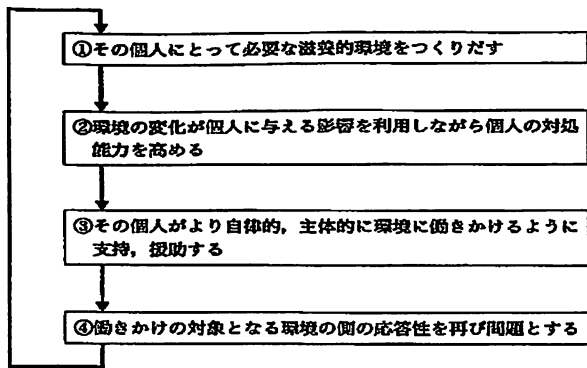 ①その個人にとって必要な滋養的環境をつくりだす
②環境の変化が個人に与える影響を利用しながら個人の対処
能力を高める
③その個人がより自律的，主体的に環境に働きかけるように
支持，援助する
④働きかけの対象となる環境の側の応答性を再び問題とする